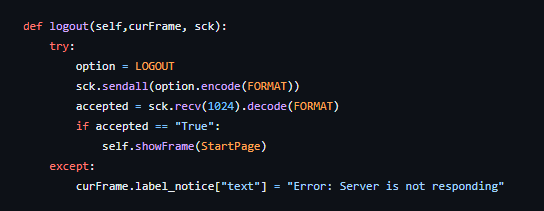 def logout(self,curFrame, sck):
    try:
        option = LOGOUT
        sck.sendall(option.encode(FORMAT))
        accepted = sck.recv(1024).decode(FORMAT)
        if accepted == "True":
            self.showFrame(StartPage)
    except:
        curFrame.label_notice["text"] = "Error: Server is not responding"